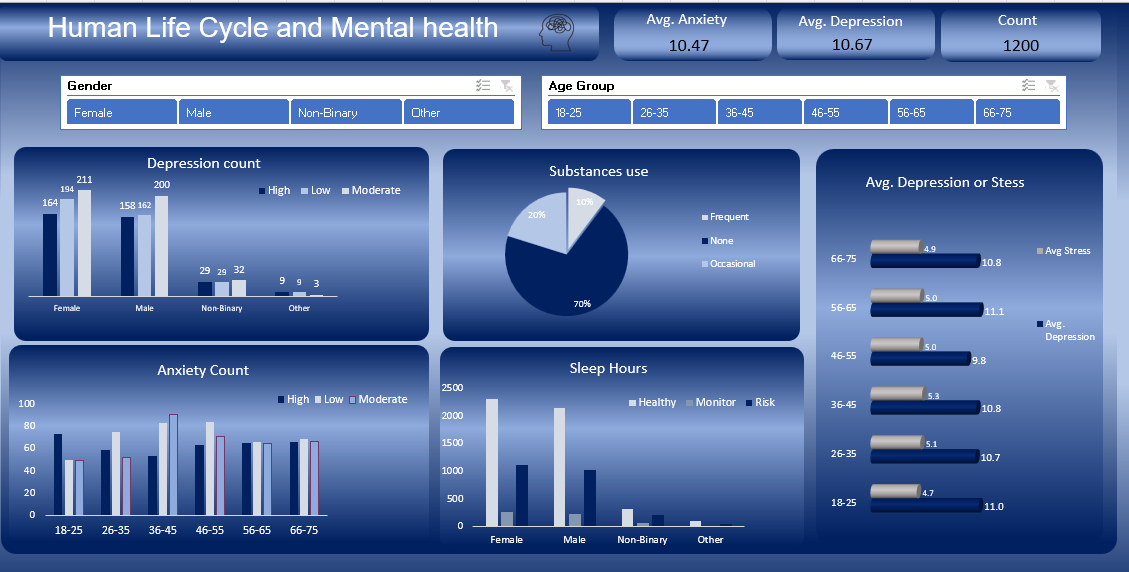 Human Life Cycle and Mental health
Avg. Anxiety
10.47
Avg. Depression
10.67
Count
1200
Gender
Female Male Non-Binary Other
Age Group
18-25 26-35 36-45 46-55 56-65 66-75
Depression count
High Low Moderate
164 194 211
158 162 200
29 29 32
9 9 3
Female Male Non-Binary Other
Substances use
10%
20%
70%
Frequent
None
Occasional
Avg. Depression or Stess
66-75 4.9 10.8
56-65 5.0 11.1
46-55 5.0 9.8
36-45 5.3 10.8
26-35 5.1 10.7
18-25 4.7 11.0
Avg Stress
Avg.
Depression
Anxiety Count
High Low Moderate
100
80
60
40
20
0
18-25 26-35 36-45 46-55 56-65 66-75
Sleep Hours
Healthy Monitor Risk
2500
2000
1500
1000
500
0
Female Male Non-Binary Other